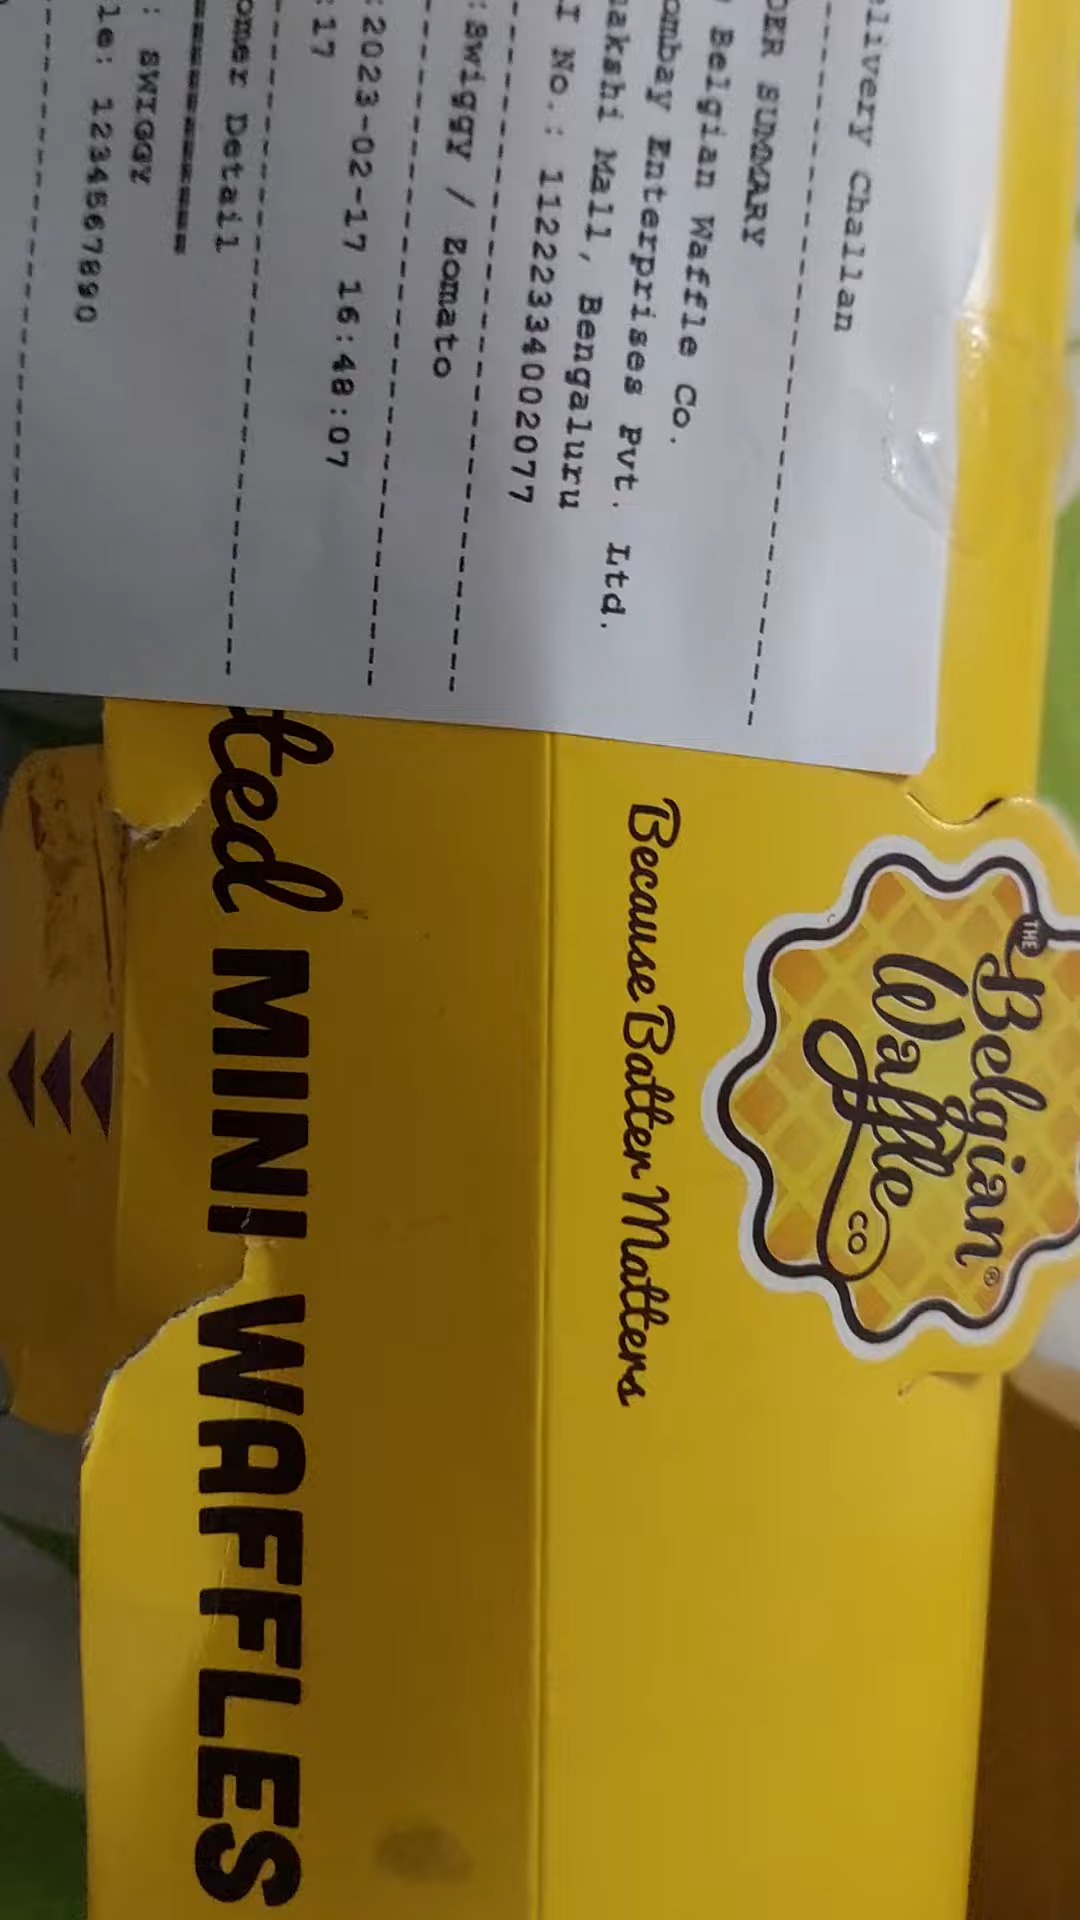 elivery Challan
DER SUMMARY
Belgian Waffle Co.
ombay Enterprises Pvt. Ltd.
nakshi Mall, Bengaluru
I No.: 11222334002077
:Swiggy / Zomato
:2023-02-17 16:48:07
:17
omer Detail
: SWIGGY
le: 1234567890
THE
Belgian®
Waffle
CO
Because Batter Matters
ted MINI WAFFLES